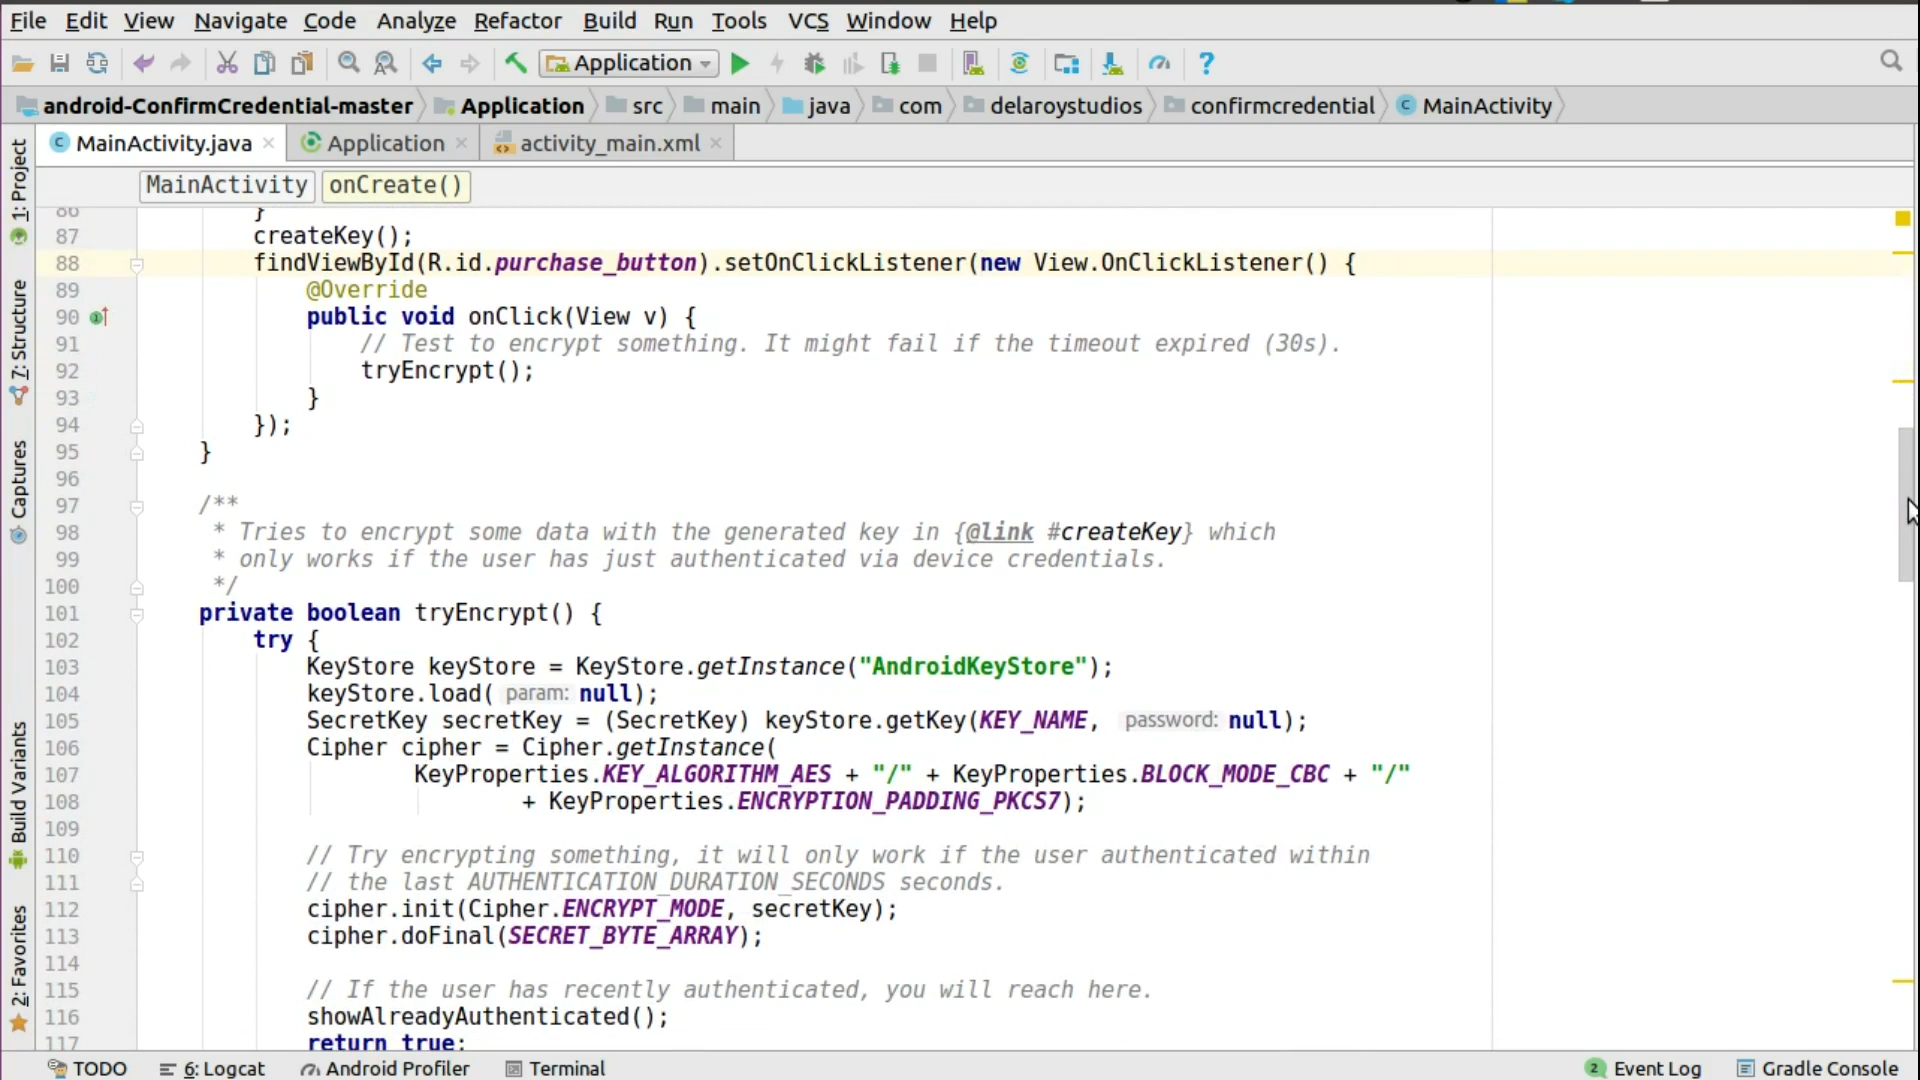 File Edit View Navigate Code Analyze Refactor Build Run Tools VCS Window Help
Application
android-ConfirmCredential-master Application src main java com delaroystudios confirmcredential MainActivity
MainActivity.java Application activity_main.xml
MainActivity onCreate()
1: Project
7: Structure
Captures
Build Variants
2: Favorites
86 }
87 createKey();
88 findViewById(R.id.purchase_button).setOnClickListener(new View.OnClickListener() {
89 @Override
90 public void onClick(View v) {
91 // Test to encrypt something. It might fail if the timeout expired (30s).
92 tryEncrypt();
93 }
94 });
95 }
96
97 /**
98 * Tries to encrypt some data with the generated key in {@link #createKey} which
99 * only works if the user has just authenticated via device credentials.
100 */
101 private boolean tryEncrypt() {
102 try {
103 KeyStore keyStore = KeyStore.getInstance("AndroidKeyStore");
104 keyStore.load( param: null);
105 SecretKey secretKey = (SecretKey) keyStore.getKey(KEY_NAME, password: null);
106 Cipher cipher = Cipher.getInstance(
107 KeyProperties.KEY_ALGORITHM_AES + "/" + KeyProperties.BLOCK_MODE_CBC + "/"
108 + KeyProperties.ENCRYPTION_PADDING_PKCS7);
109
110 // Try encrypting something, it will only work if the user authenticated within
111 // the last AUTHENTICATION_DURATION_SECONDS seconds.
112 cipher.init(Cipher.ENCRYPT_MODE, secretKey);
113 cipher.doFinal(SECRET_BYTE_ARRAY);
114
115 // If the user has recently authenticated, you will reach here.
116 showAlreadyAuthenticated();
117 return true;
TODO 6: Logcat Android Profiler Terminal 2 Event Log Gradle Console